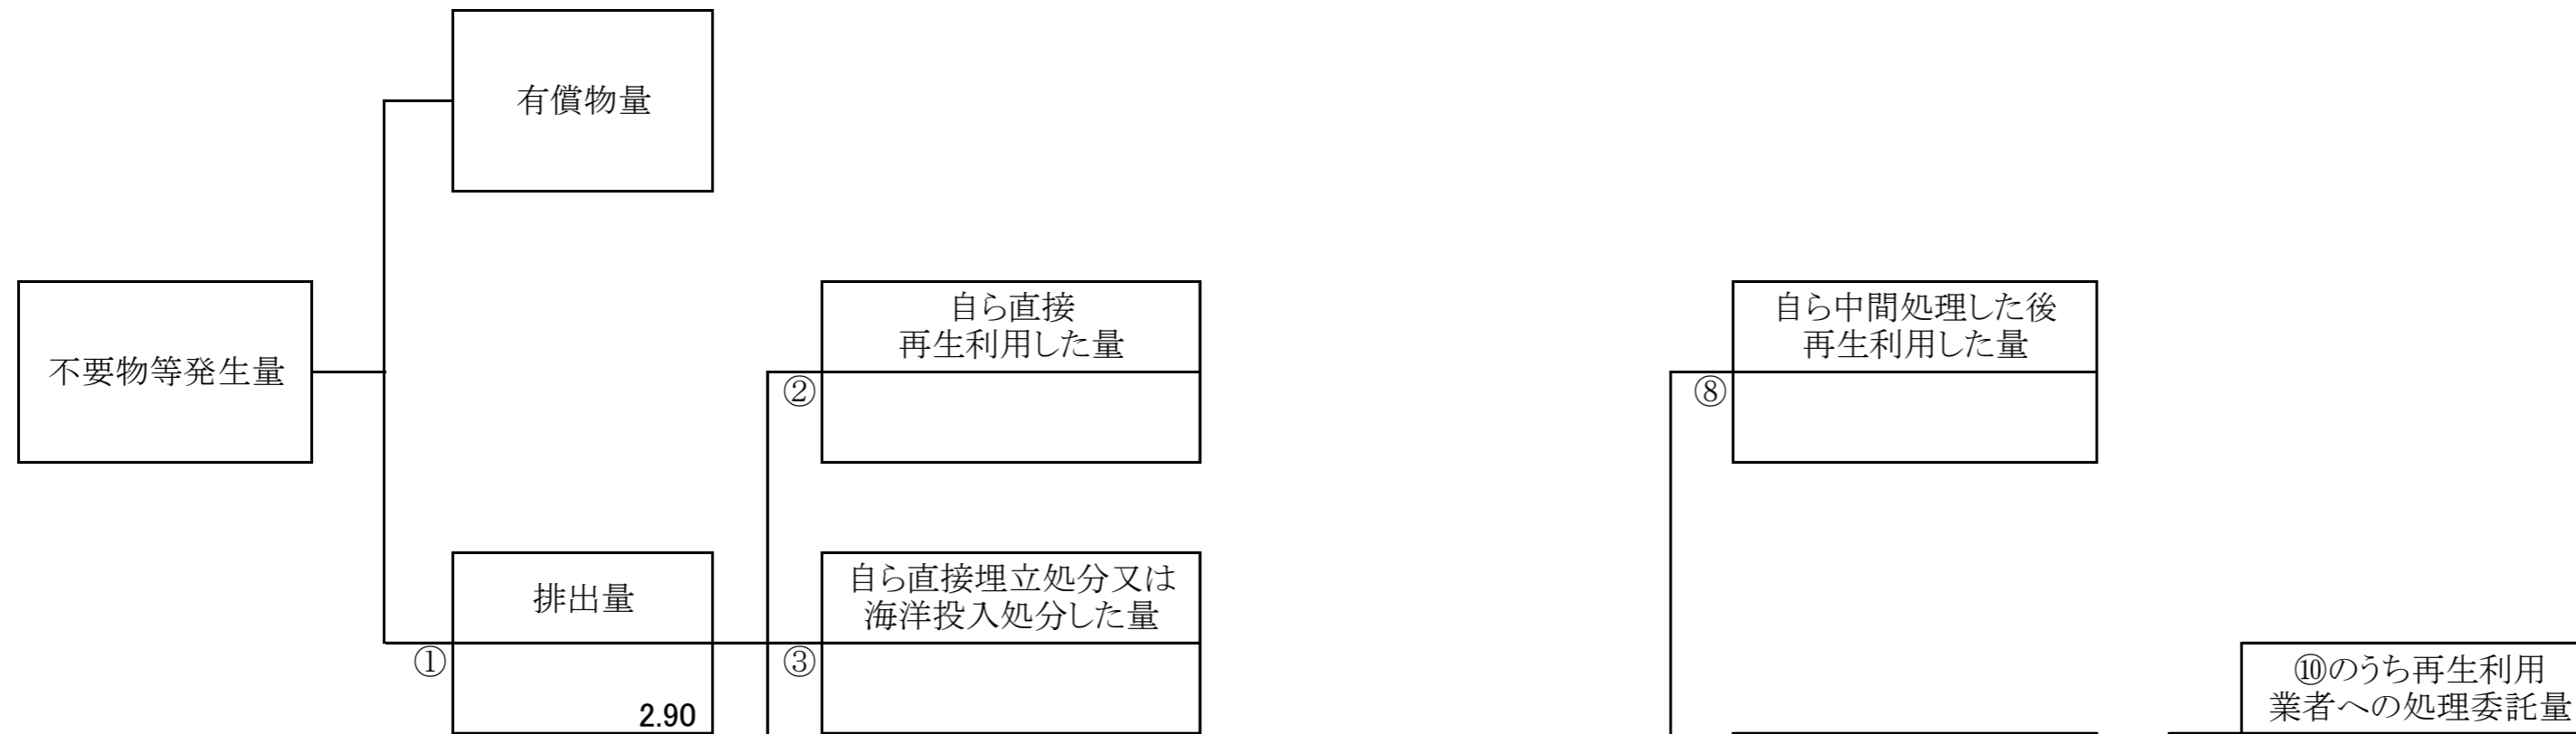 有償物量
不要物等発生量
自ら直接
再生利用した量
②
自ら中間処理した後
再生利用した量
⑧
排出量
①
2.90
自ら直接埋立処分又は
海洋投入処分した量
③
⑩のうち再生利用
業者への処理委託量